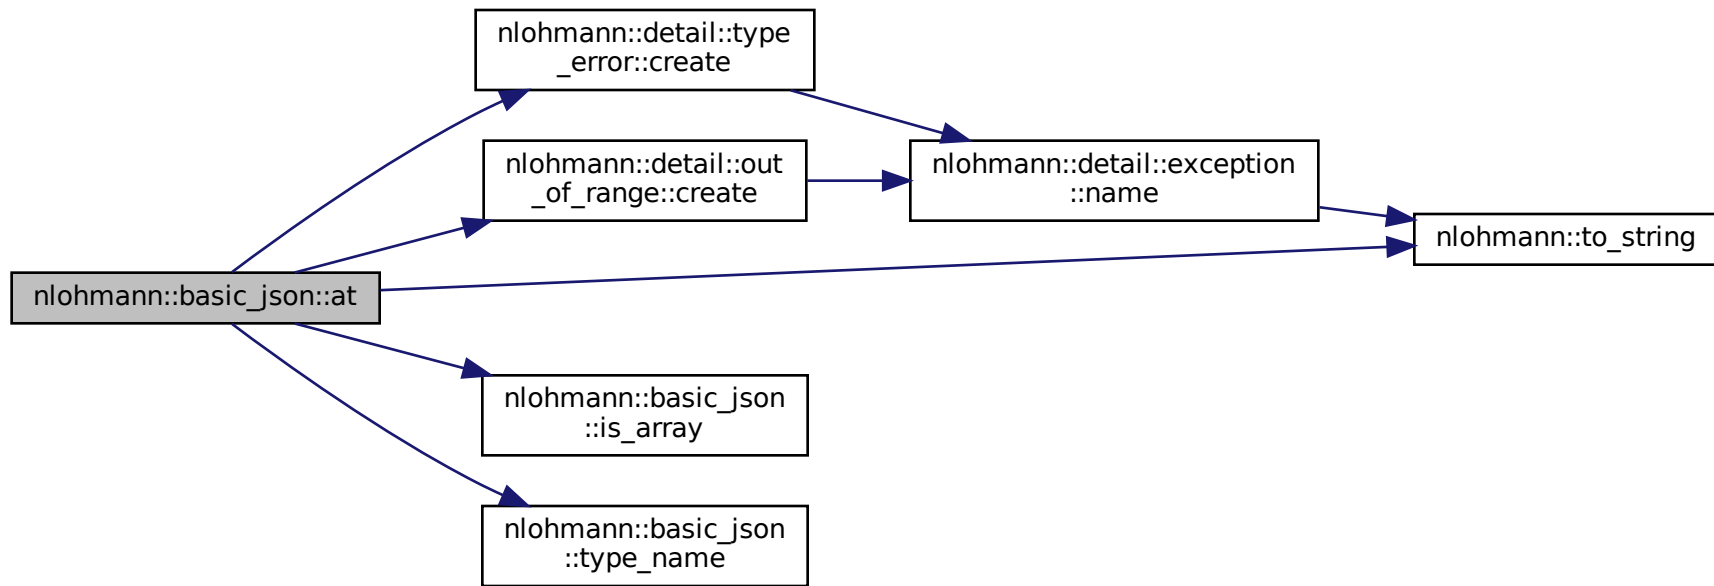 nlohmann::detail::type
_error::create
nlohmann::detail::out
_of_range::create
nlohmann::detail::exception
::name
nlohmann::to_string
nlohmann::basic_json::at
nlohmann::basic_json
::is_array
nlohmann::basic_json
::type_name